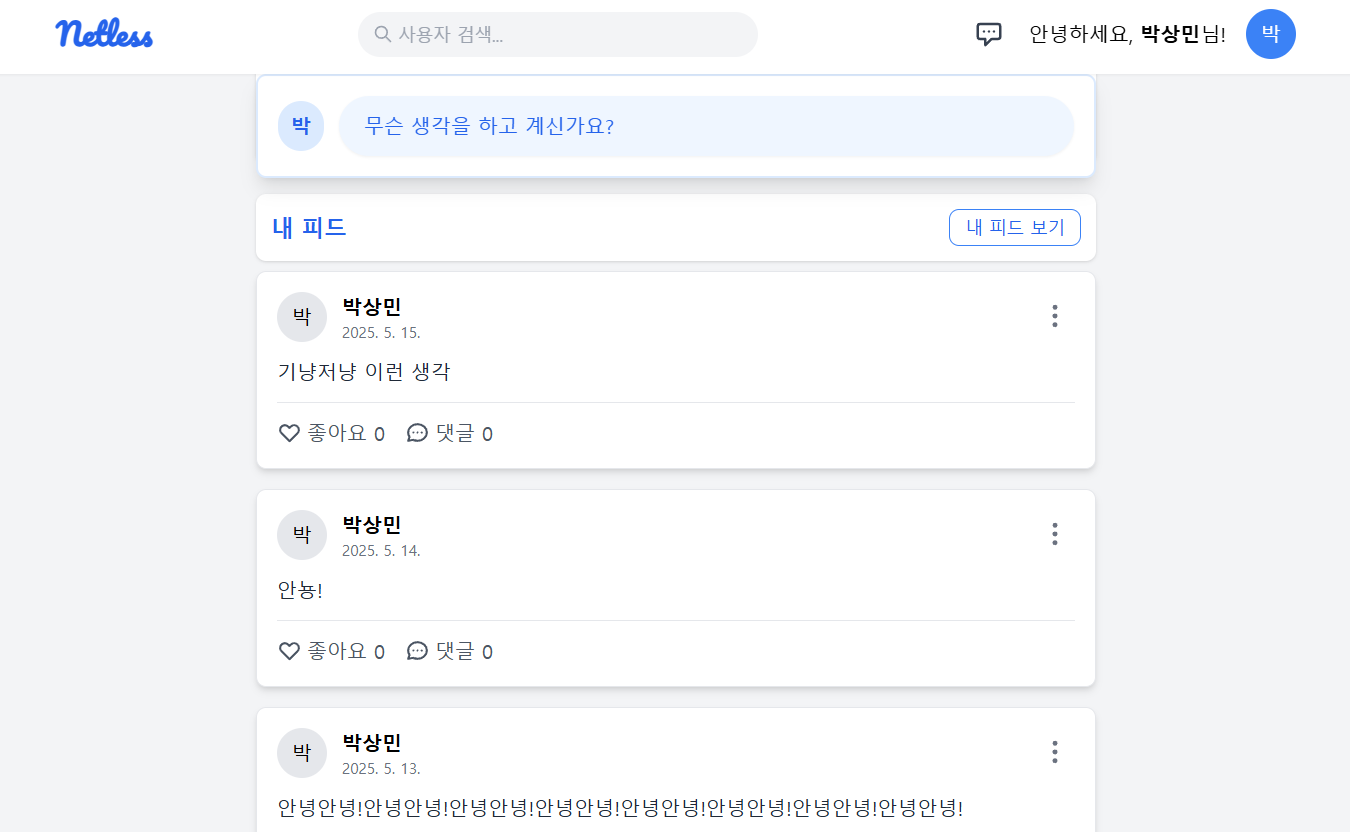 Netless
사용자 검색...
안녕하세요, 박상민님!
박
박
무슨 생각을 하고 계신가요?
내 피드
내 피드 보기
박
박상민
2025. 5. 15.
기냥저냥 이런 생각
좋아요 0 댓글 0
박
박상민
2025. 5. 14.
안뇽!
좋아요 0 댓글 0
박
박상민
2025. 5. 13.
안녕안녕!안녕안녕!안녕안녕!안녕안녕!안녕안녕!안녕안녕!안녕안녕!안녕안녕!